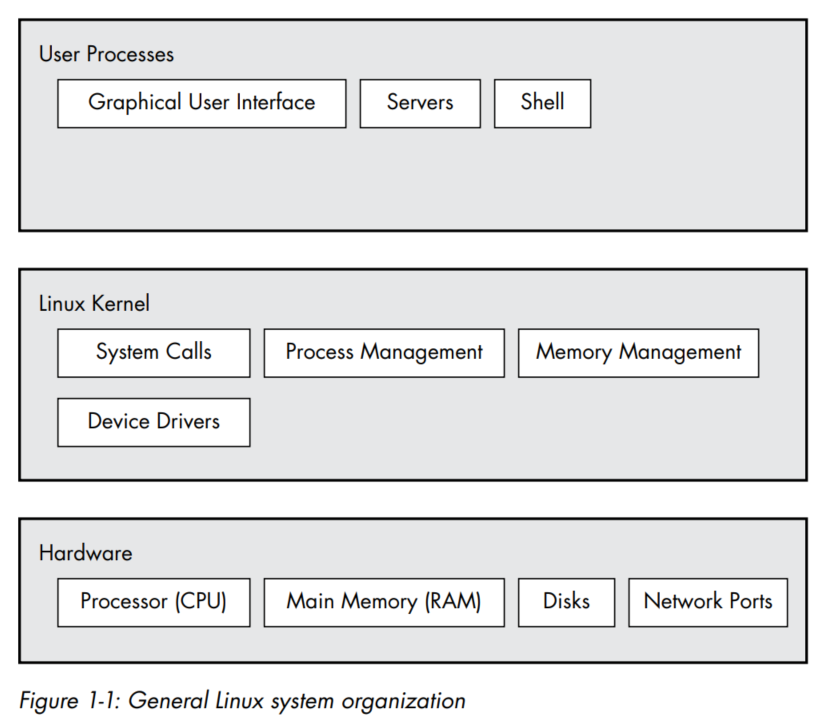 User Processes
Graphical User Interface Servers Shell
Linux Kernel
System Calls Process Management Memory Management
Device Drivers
Hardware
Processor (CPU) Main Memory (RAM) Disks Network Ports
Figure 1-1: General Linux system organization